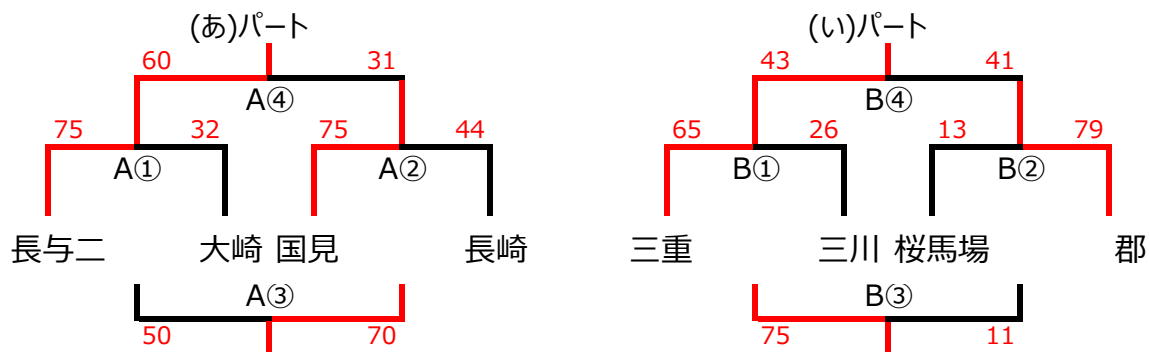 (あ)パート (い)パート
60 31 43 41
A④ B④
75 32 75 44 65 26 13 79
A① A② B① B②
長与二 大崎 国見 長崎 三重 三川 桜馬場 郡
A③ B③
50 70 75 11